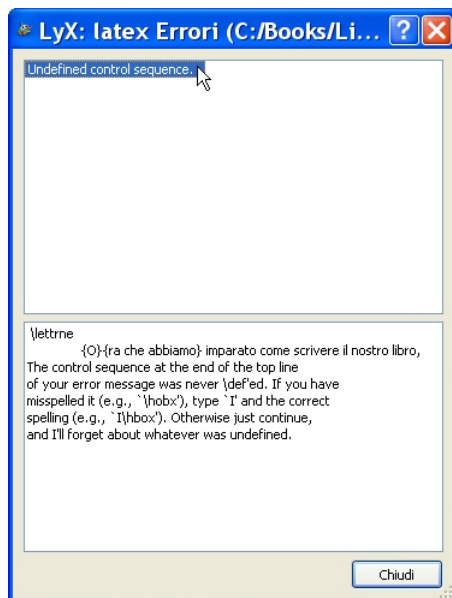 LyX: latex Errori (C:/Books/Li...
Undefined control sequence.
\lettrne
{O}{ra che abbiamo} imparato come scrivere il nostro libro,
The control sequence at the end of the top line
of your error message was never \def'ed. If you have
misspelled it (e.g., `\hobx'), type `I' and the correct
spelling (e.g., `I\hbox'). Otherwise just continue,
and I'll forget about whatever was undefined.
Chiudi